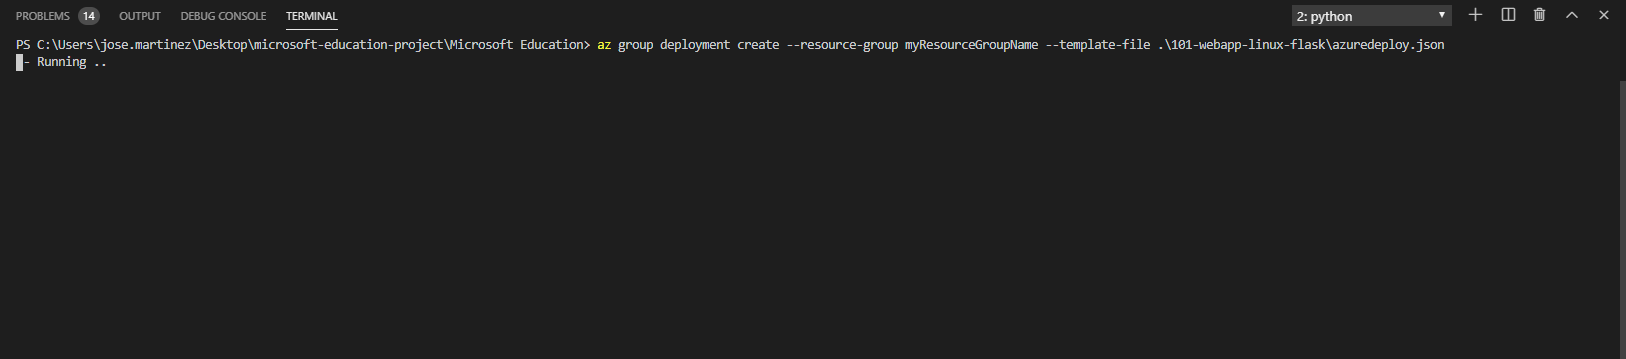 PROBLEMS 14 OUTPUT DEBUG CONSOLE TERMINAL 2: python
PS C:\Users\jose.martinez\Desktop\microsoft-education-project\Microsoft Education> az group deployment create --resource-group myResourceGroupName --template-file .\101-webapp-linux-flask\azuredeploy.json
- Running ..